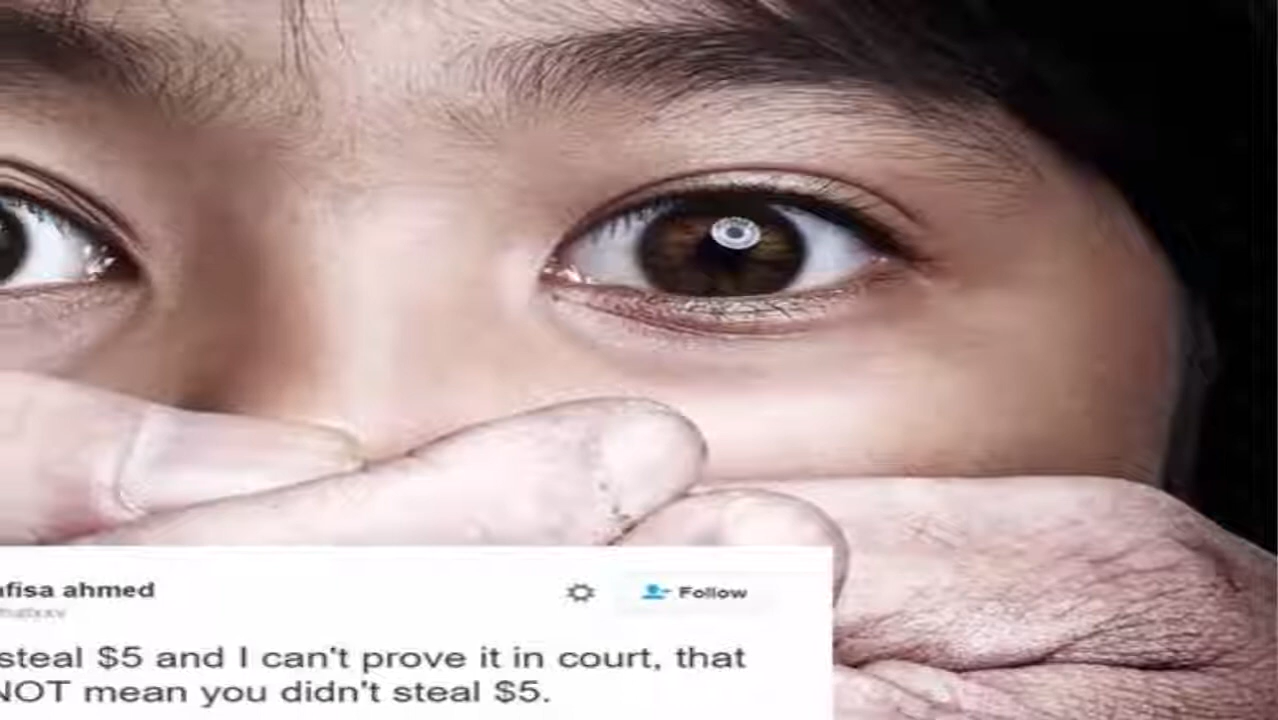 afisa ahmed
Follow
steal $5 and I can't prove it in court, that
NOT mean you didn't steal $5.